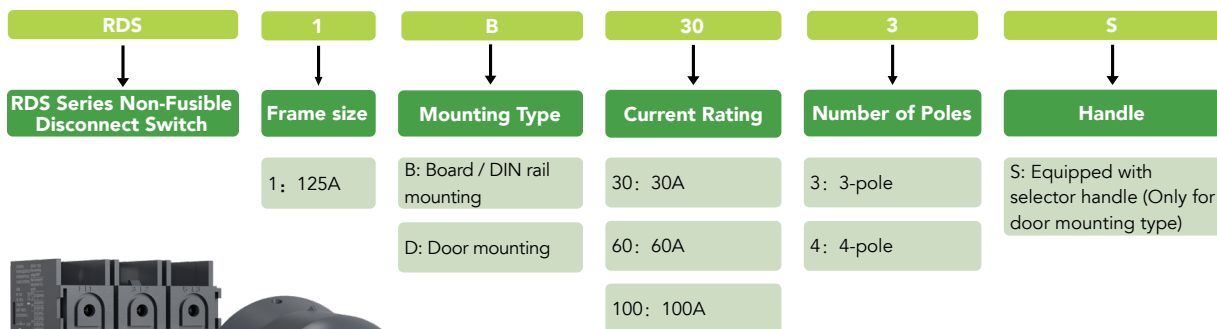 RDS
1
B
30
3
S
RDS Series Non-Fusible
Disconnect Switch
Frame size
Mounting Type
Current Rating
Number of Poles
Handle
1：125A
B: Board / DIN rail
mounting
D: Door mounting
30：30A
60：60A
100：100A
3：3-pole
4：4-pole
S: Equipped with
selector handle (Only for
door mounting type)